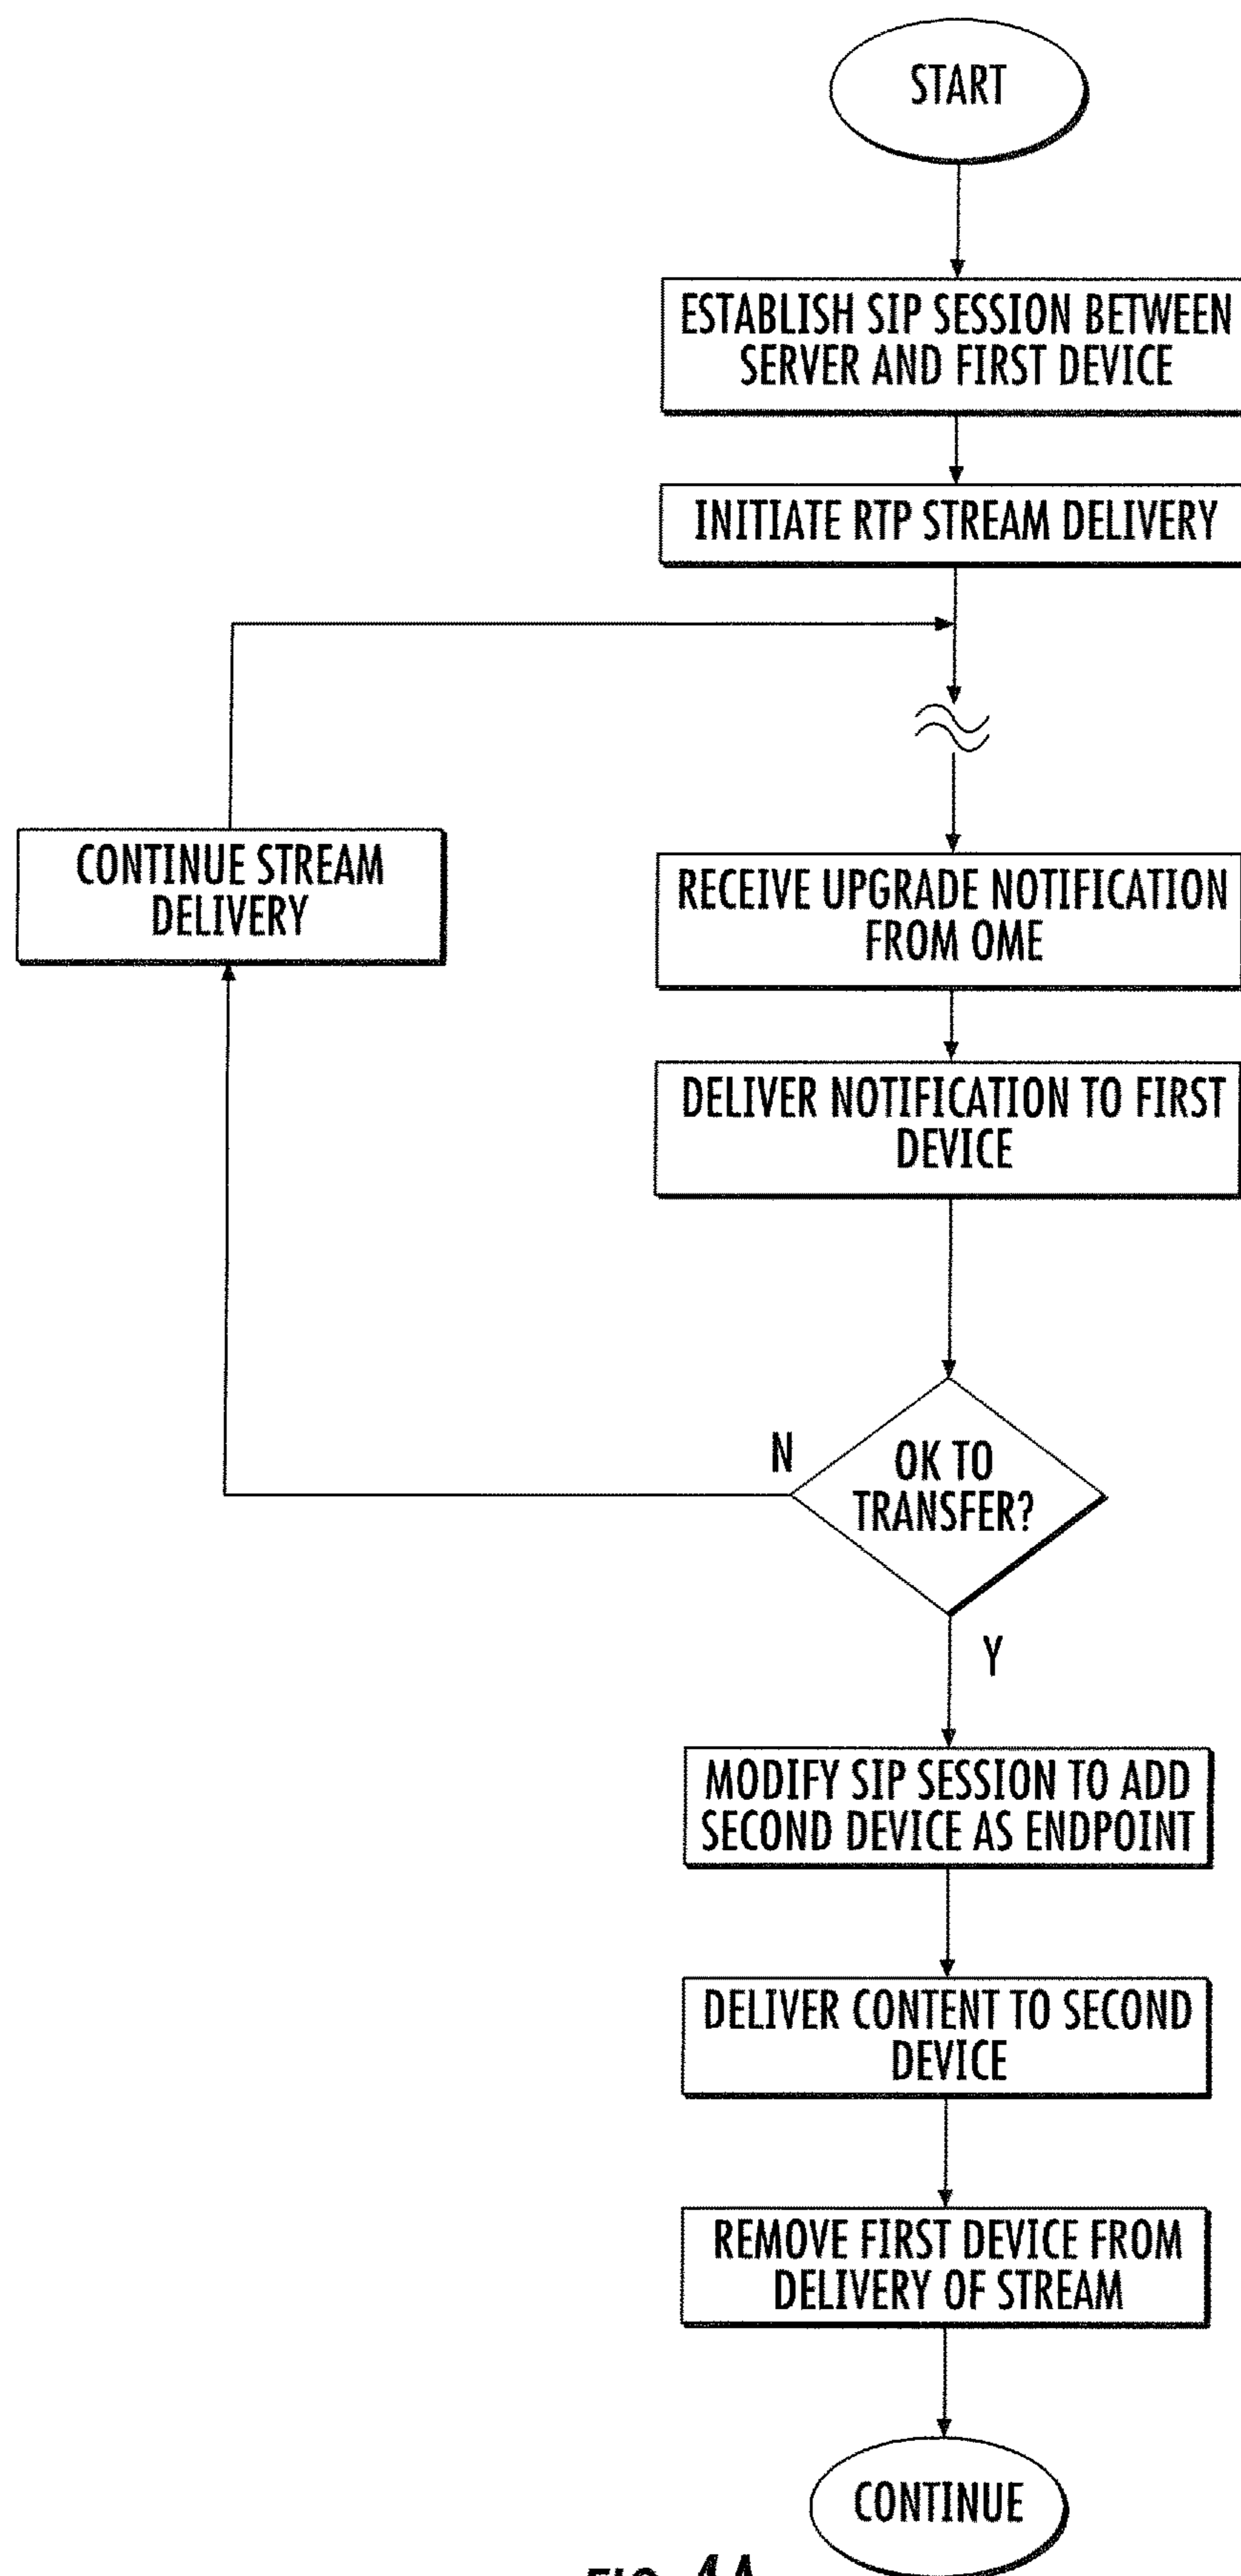 START
ESTABLISH SIP SESSION BETWEEN
SERVER AND FIRST DEVICE
INITIATE RTP STREAM DELIVERY
CONTINUE STREAM
DELIVERY
RECEIVE UPGRADE NOTIFICATION
FROM OME
DELIVER NOTIFICATION TO FIRST
DEVICE
N
OK TO
TRANSFER?
Y
MODIFY SIP SESSION TO ADD
SECOND DEVICE AS ENDPOINT
DELIVER CONTENT TO SECOND
DEVICE
REMOVE FIRST DEVICE FROM
DELIVERY OF STREAM
CONTINUE
FIG. 4A